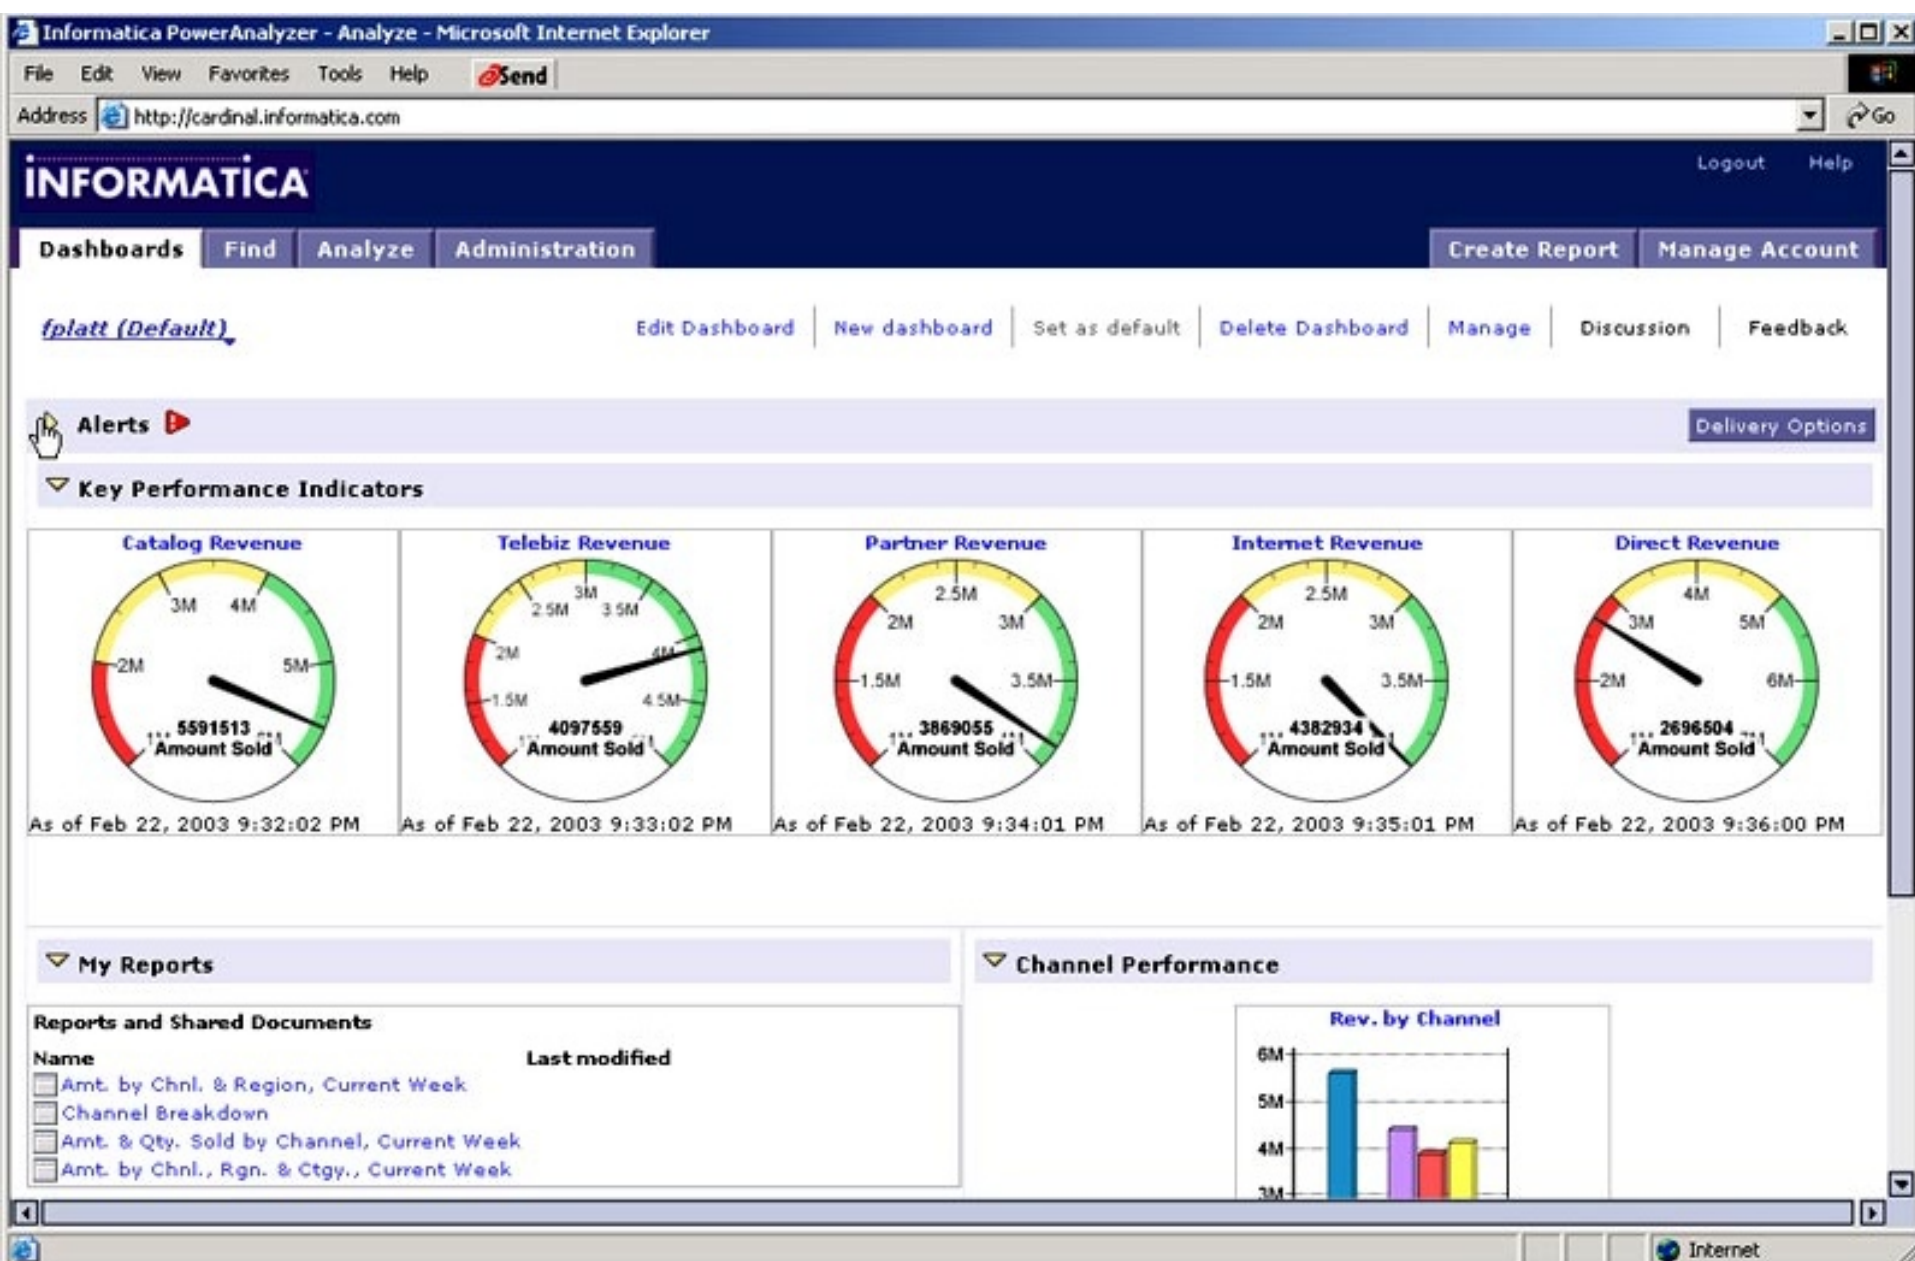 Informatica PowerAnalyzer - Analyze - Microsoft Internet Explorer
File Edit View Favorites Tools Help Send
Address http://cardinal.informatica.com Go
INFORMATICA
Logout Help
Dashboards Find Analyze Administration Create Report Manage Account
fplatt (Default) Edit Dashboard New dashboard Set as default Delete Dashboard Manage Discussion Feedback
Alerts Delivery Options
Key Performance Indicators
Catalog Revenue
2M 3M 4M 5M
5591513
Amount Sold
As of Feb 22, 2003 9:32:02 PM
Telebiz Revenue
1.5M 2M 2.5M 3M 3.5M 4M 4.5M
4097559
Amount Sold
As of Feb 22, 2003 9:33:02 PM
Partner Revenue
1.5M 2M 2.5M 3M 3.5M
3869055
Amount Sold
As of Feb 22, 2003 9:34:01 PM
Internet Revenue
1.5M 2M 2.5M 3M 3.5M
4382934
Amount Sold
As of Feb 22, 2003 9:35:01 PM
Direct Revenue
2M 3M 4M 5M 6M
2696504
Amount Sold
As of Feb 22, 2003 9:36:00 PM
My Reports
Reports and Shared Documents
Name Last modified
Amt. by Chnl. & Region, Current Week
Channel Breakdown
Amt. & Qty. Sold by Channel, Current Week
Amt. by Chnl., Rgn. & Ctgy., Current Week
Channel Performance
Rev. by Channel
6M
5M
4M
3M
Internet